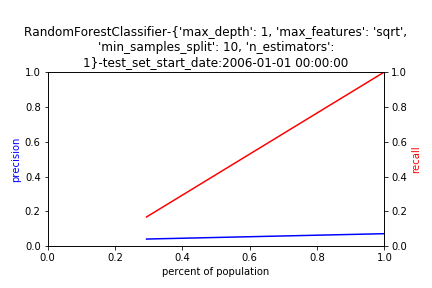 RandomForestClassifier-{'max_depth': 1, 'max_features': 'sqrt',
'min_samples_split': 10, 'n_estimators':
1}-test_set_start_date:2006-01-01 00:00:00
1.0
0.8
0.6
0.4
0.2
0.0
precision
1.0
0.8
0.6
0.4
0.2
0.0
recall
0.0 0.2 0.4 0.6 0.8 1.0
percent of population